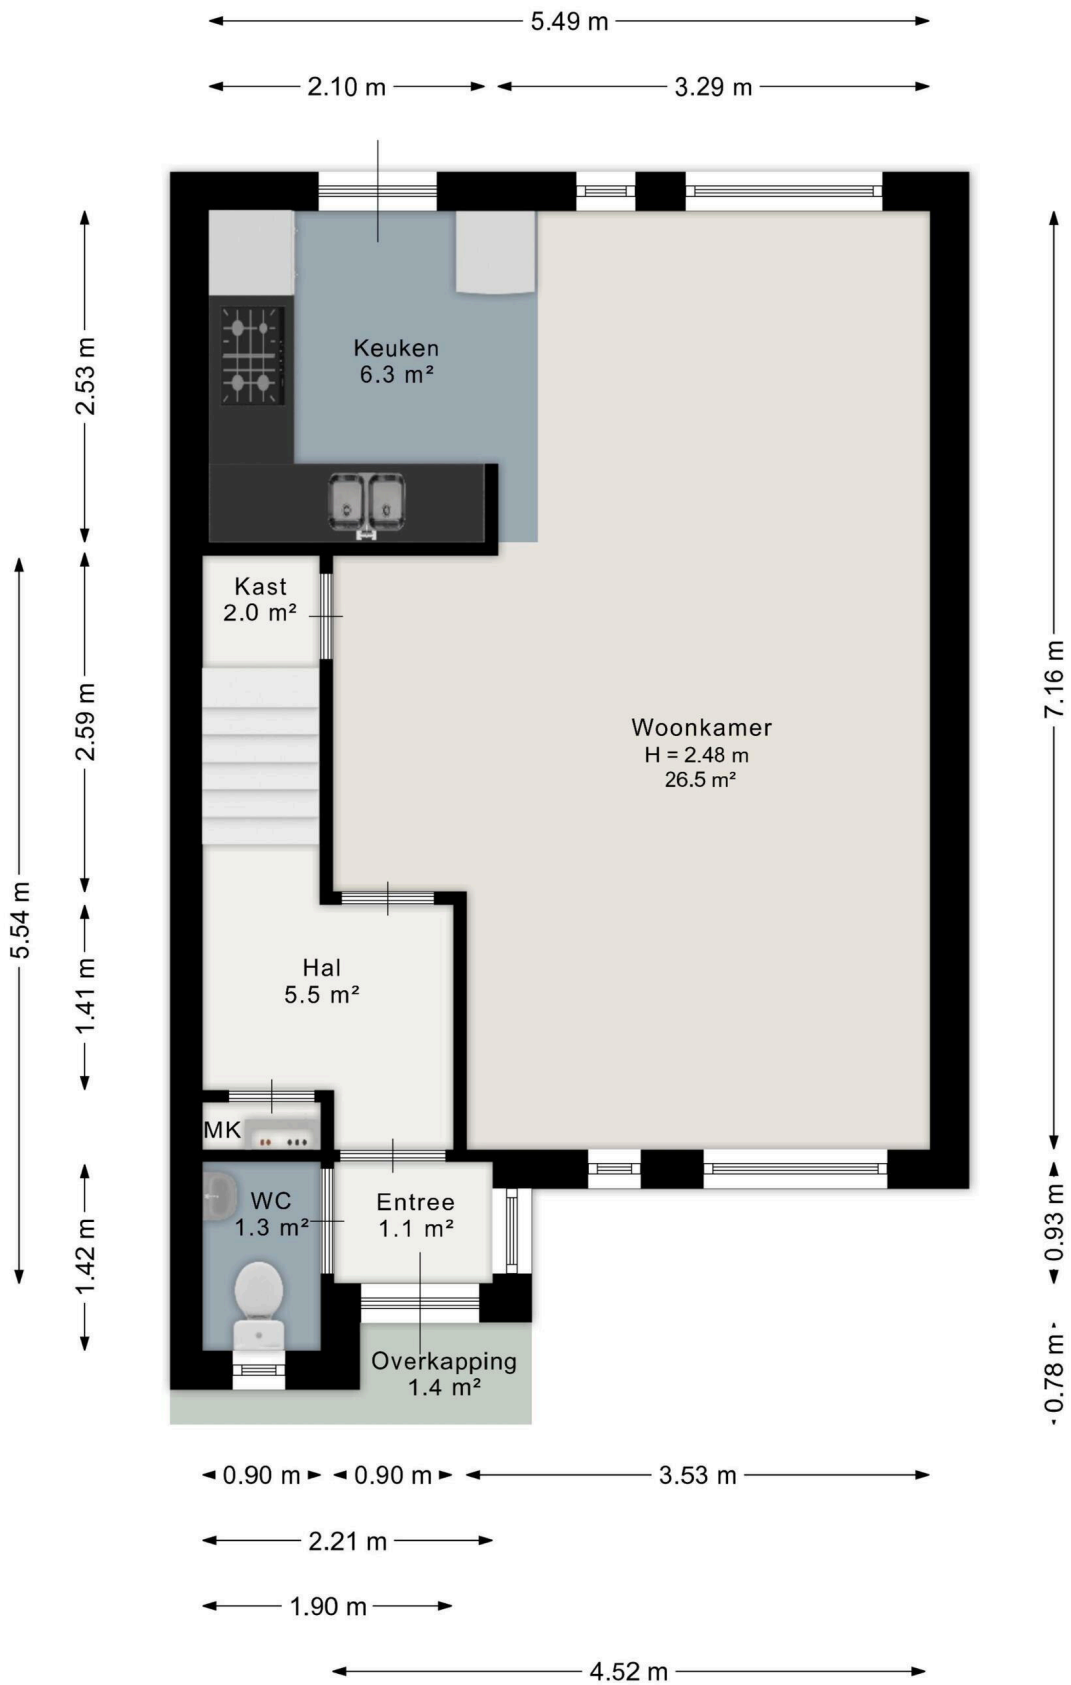 5.49 m
2.10 m
3.29 m
2.53 m
Keuken
6.3 m²
Kast
2.0 m²
2.59 m
7.16 m
Woonkamer
H = 2.48 m
26.5 m²
5.54 m
1.41 m
Hal
5.5 m²
MK
WC
1.3 m²
Entree
1.1 m²
1.42 m
0.93 m
Overkapping
1.4 m²
0.78 m
0.90 m
0.90 m
3.53 m
2.21 m
1.90 m
4.52 m